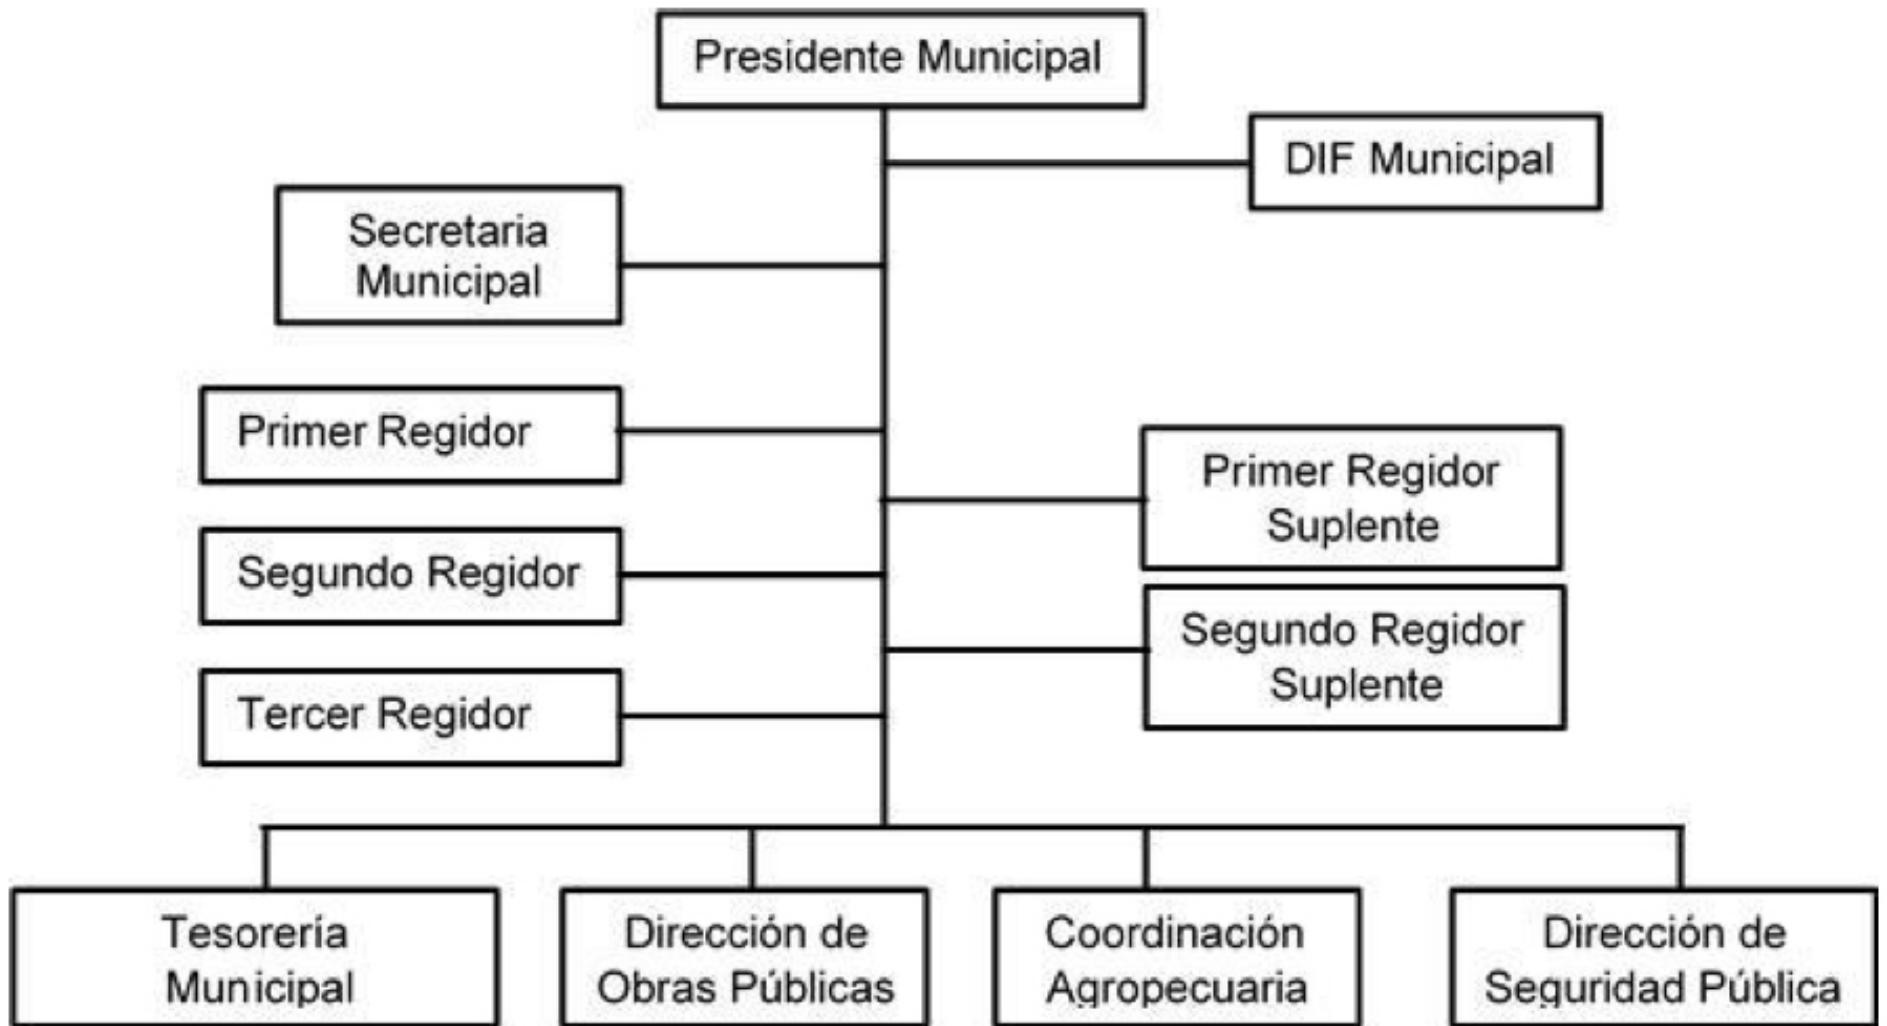 Presidente Municipal
DIF Municipal
Secretaria
Municipal
Primer Regidor
Primer Regidor
Suplente
Segundo Regidor
Segundo Regidor
Suplente
Tercer Regidor
Tesorería
Municipal
Dirección de
Obras Públicas
Coordinación
Agropecuaria
Dirección de
Seguridad Pública